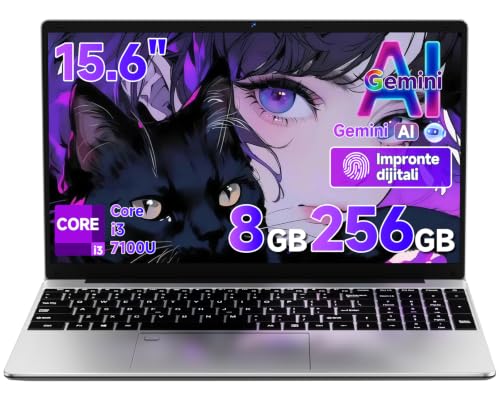 15.6"
AI
Gemini
Gemini AI
Impronte
dijitali
CORE
i3
Core
i3
7100U
8GB 256GB